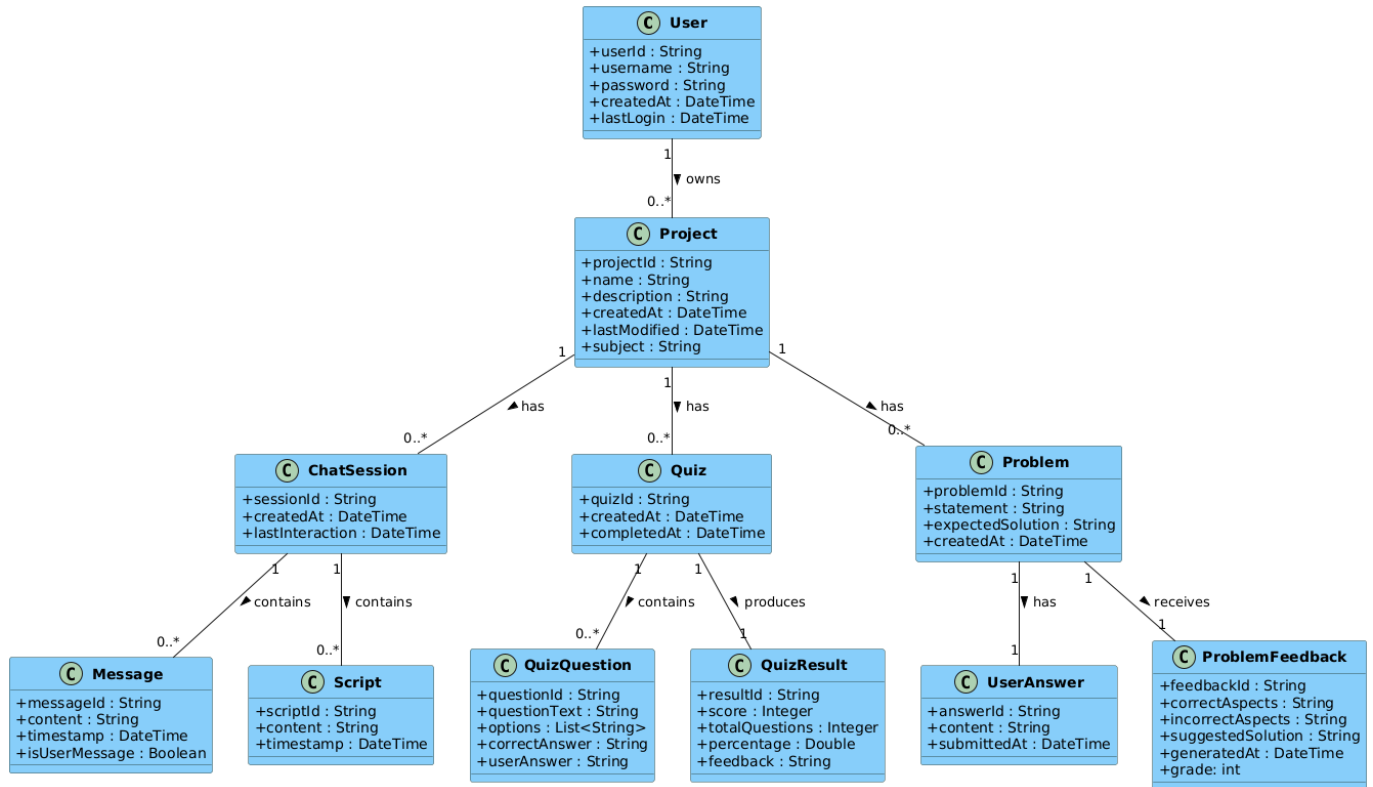 C User
+userId : String
+username : String
+password : String
+createdAt : DateTime
+lastLogin : DateTime
1
owns
0..*
C Project
+projectId : String
+name : String
+description : String
+createdAt : DateTime
+lastModified : DateTime
+subject : String
1
has
0..*
1
has
0..*
1
has
0..*
C ChatSession
+sessionId : String
+createdAt : DateTime
+lastInteraction : DateTime
C Quiz
+quizId : String
+createdAt : DateTime
+completedAt : DateTime
C Problem
+problemId : String
+statement : String
+expectedSolution : String
+createdAt : DateTime
1
contains
0..*
1
contains
0..*
1
contains
0..*
1
produces
1
1
has
1
1
receives
1
C Message
+messageId : String
+content : String
+timestamp : DateTime
+isUserMessage : Boolean
C Script
+scriptId : String
+content : String
+timestamp : DateTime
C QuizQuestion
+questionId : String
+questionText : String
+options : List<String>
+correctAnswer : String
+userAnswer : String
C QuizResult
+resultId : String
+score : Integer
+totalQuestions : Integer
+percentage : Double
+feedback : String
C UserAnswer
+answerId : String
+content : String
+submittedAt : DateTime
C ProblemFeedback
+feedbackId : String
+correctAspects : String
+incorrectAspects : String
+suggestedSolution : String
+generatedAt : DateTime
+grade: int